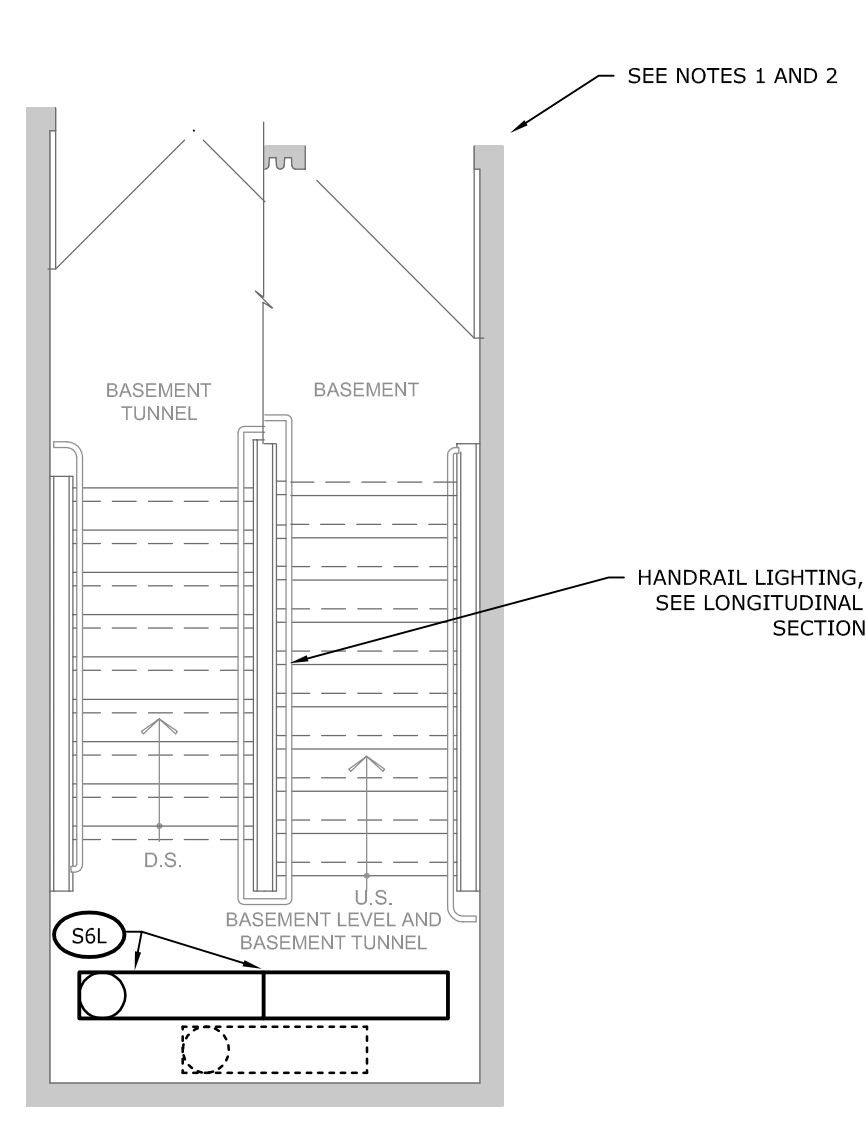 SEE NOTES 1 AND 2
BASEMENT
TUNNEL
BASEMENT
HANDRAIL LIGHTING,
SEE LONGITUDINAL
SECTION
D.S.
U.S.
BASEMENT LEVEL AND
BASEMENT TUNNEL
S6L